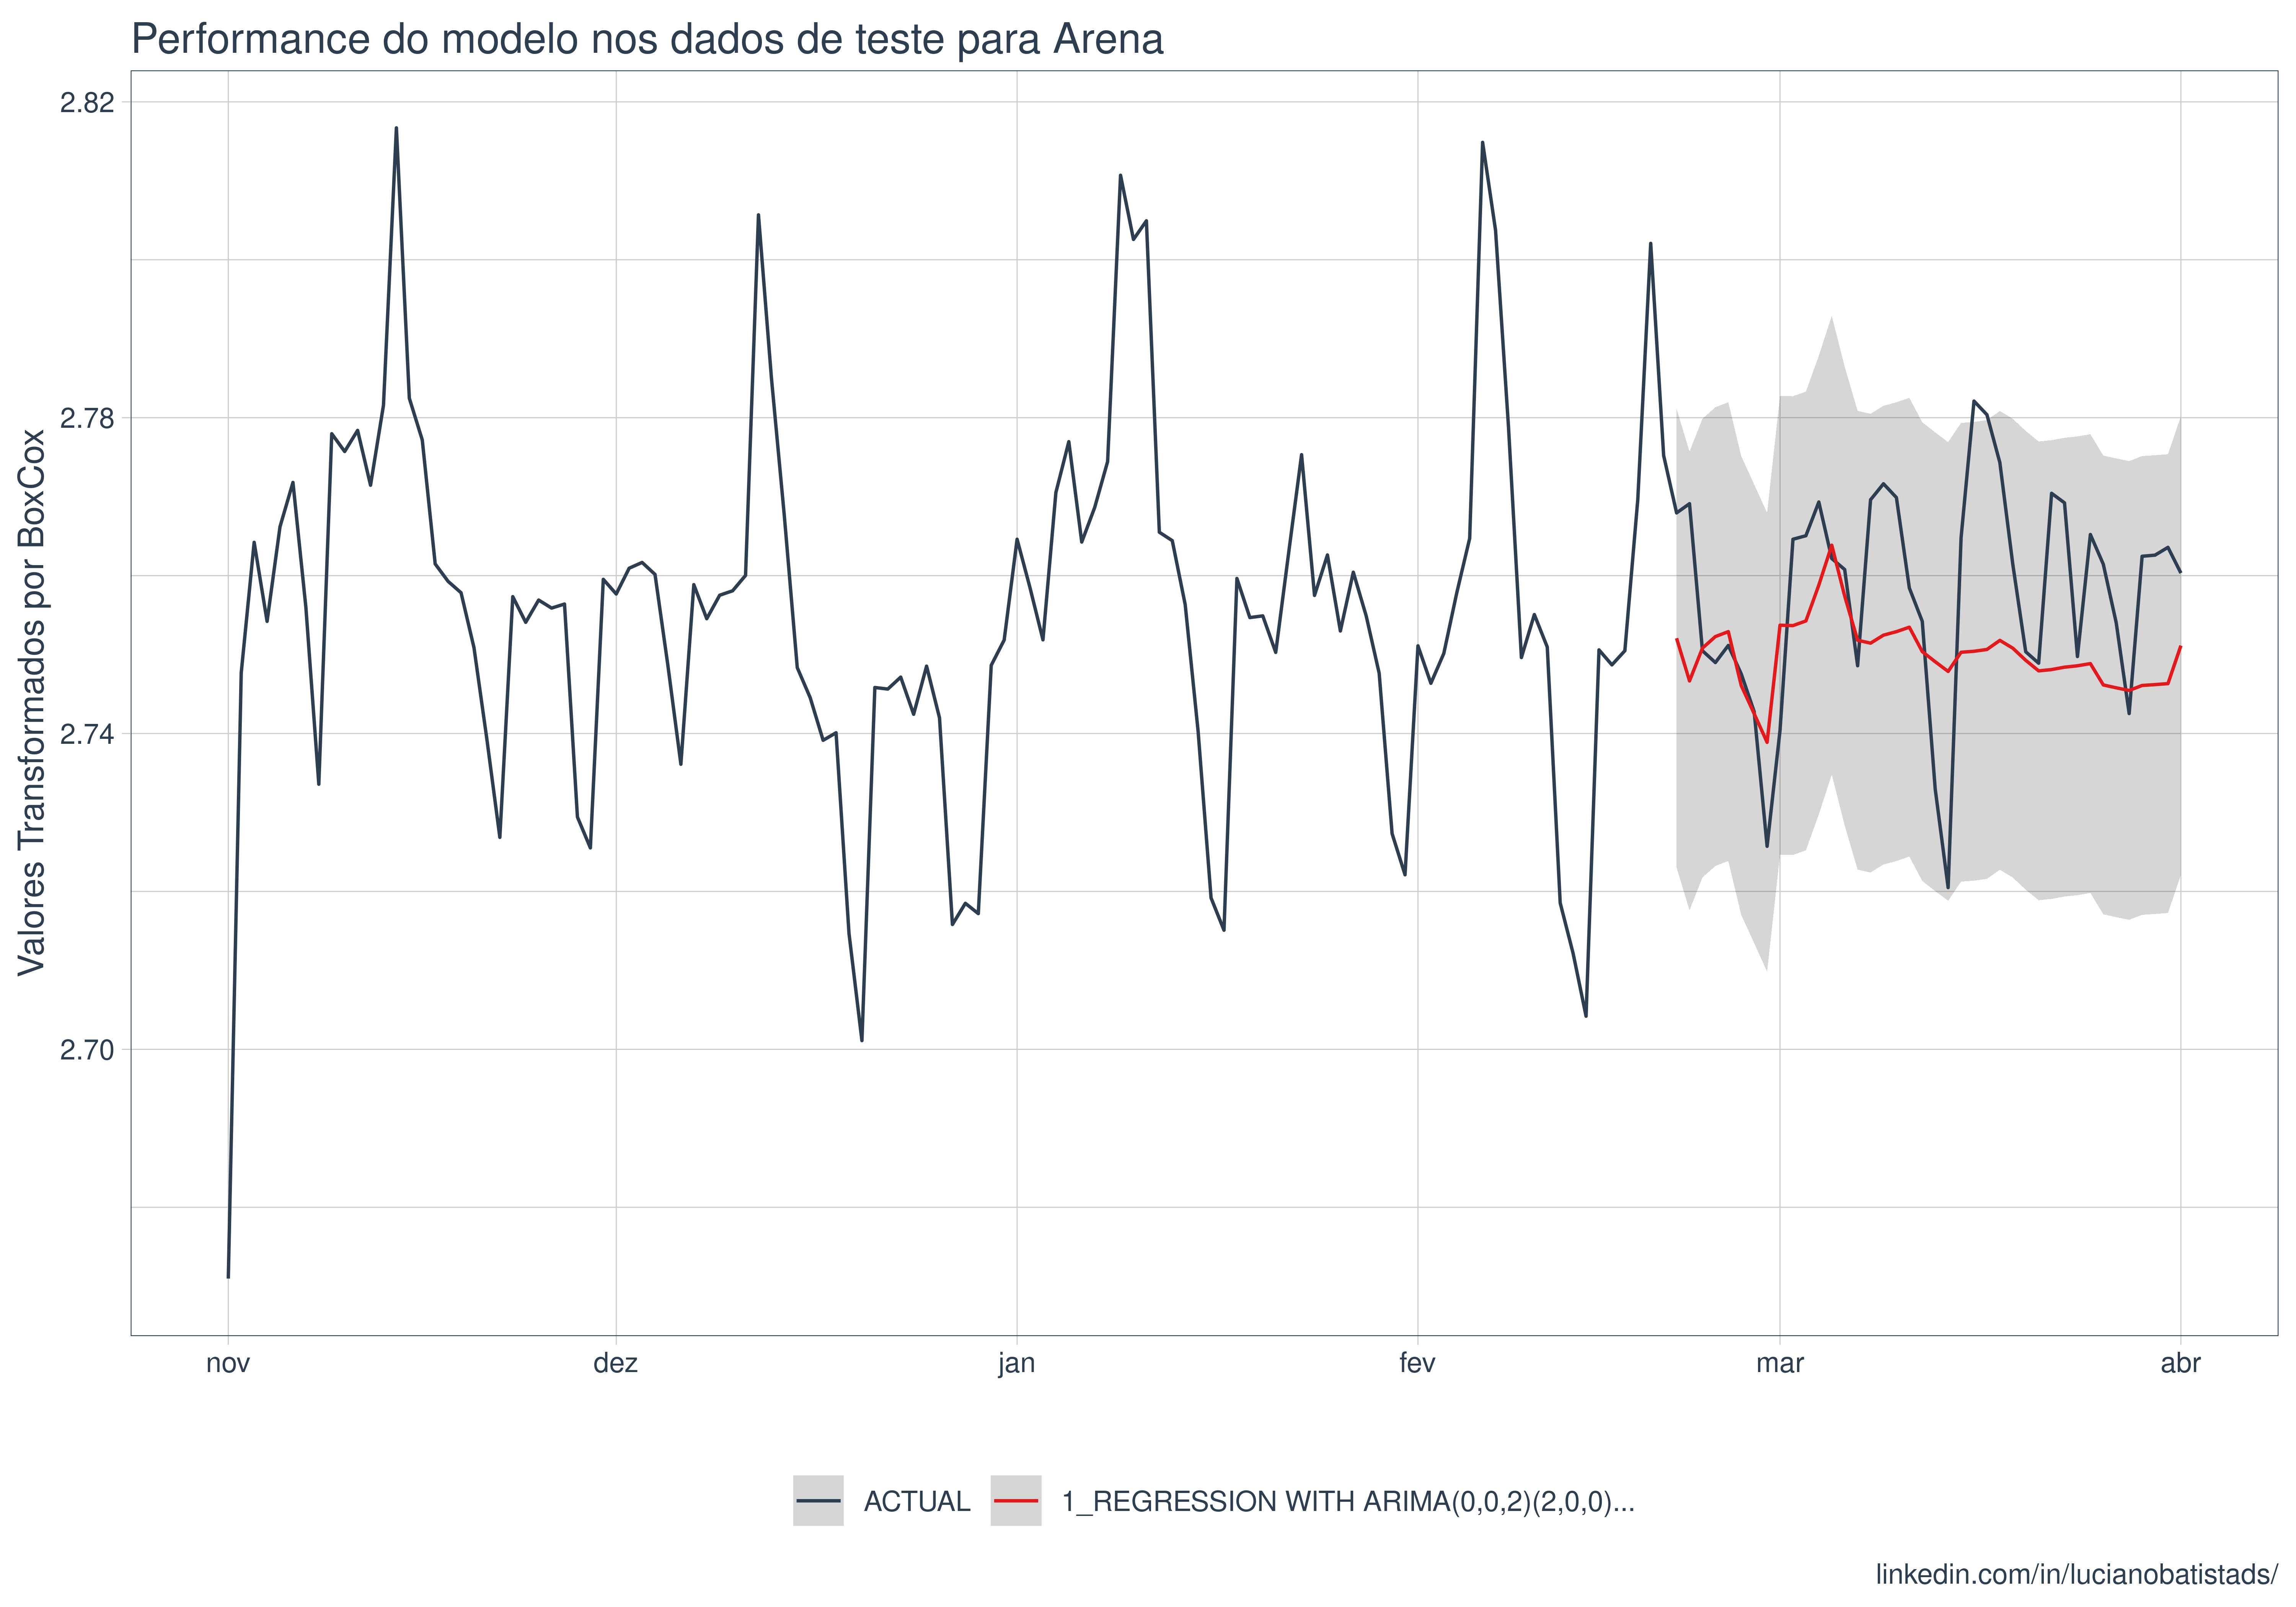 Performance do modelo nos dados de teste para Arena
Valores Transformados por BoxCox
2.82
2.78
2.74
2.70
nov dez jan fev mar abr
ACTUAL 1_REGRESSION WITH ARIMA(0,0,2)(2,0,0)...
linkedin.com/in/lucianobatistads/